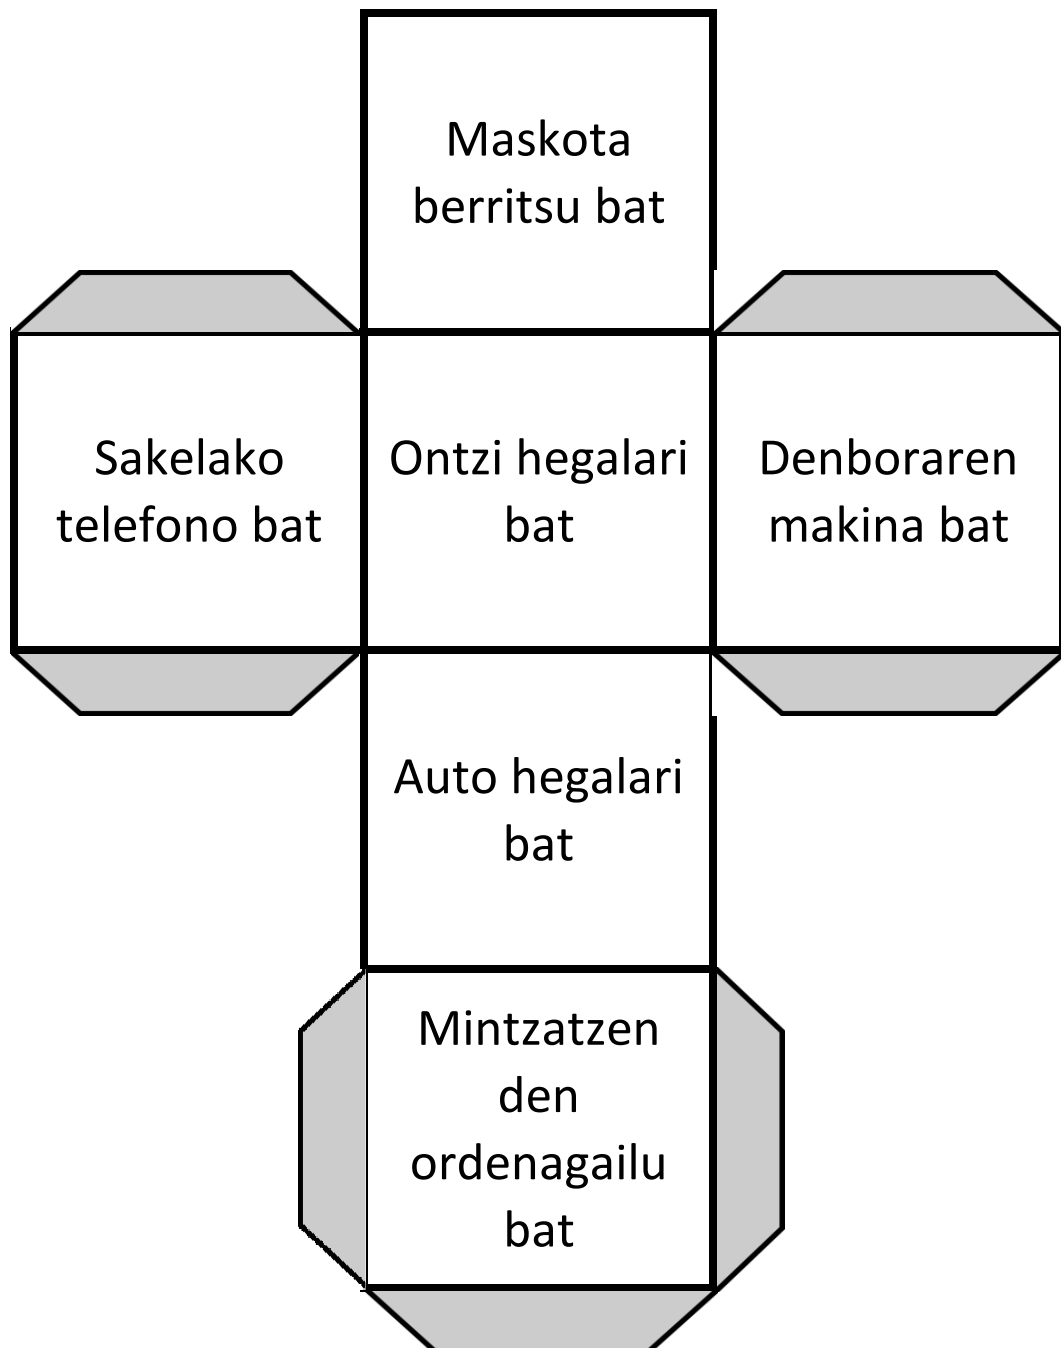 Maskota
berritsu bat
Sakelako
telefono bat
Ontzi hegalari
bat
Denboraren
makina bat
Auto hegalari
bat
Mintzatzen
den
ordenagailu
bat